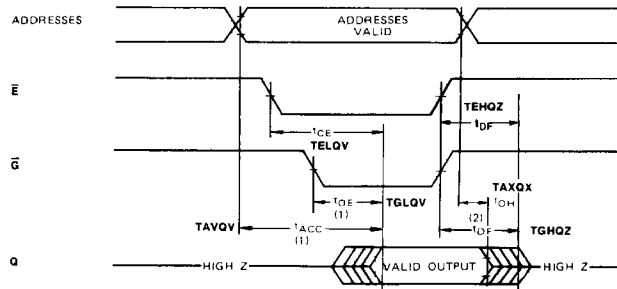 ADDRESSES
ADDRESSES
VALID
E
TEHQZ
tDF
tCE
TELQV
G
TAXQX
tOE
(1)
TGLQV
tOH
(2)
TAVQV
tACC
(1)
tDF
TGHQZ
Q
HIGH Z
VALID OUTPUT
HIGH Z